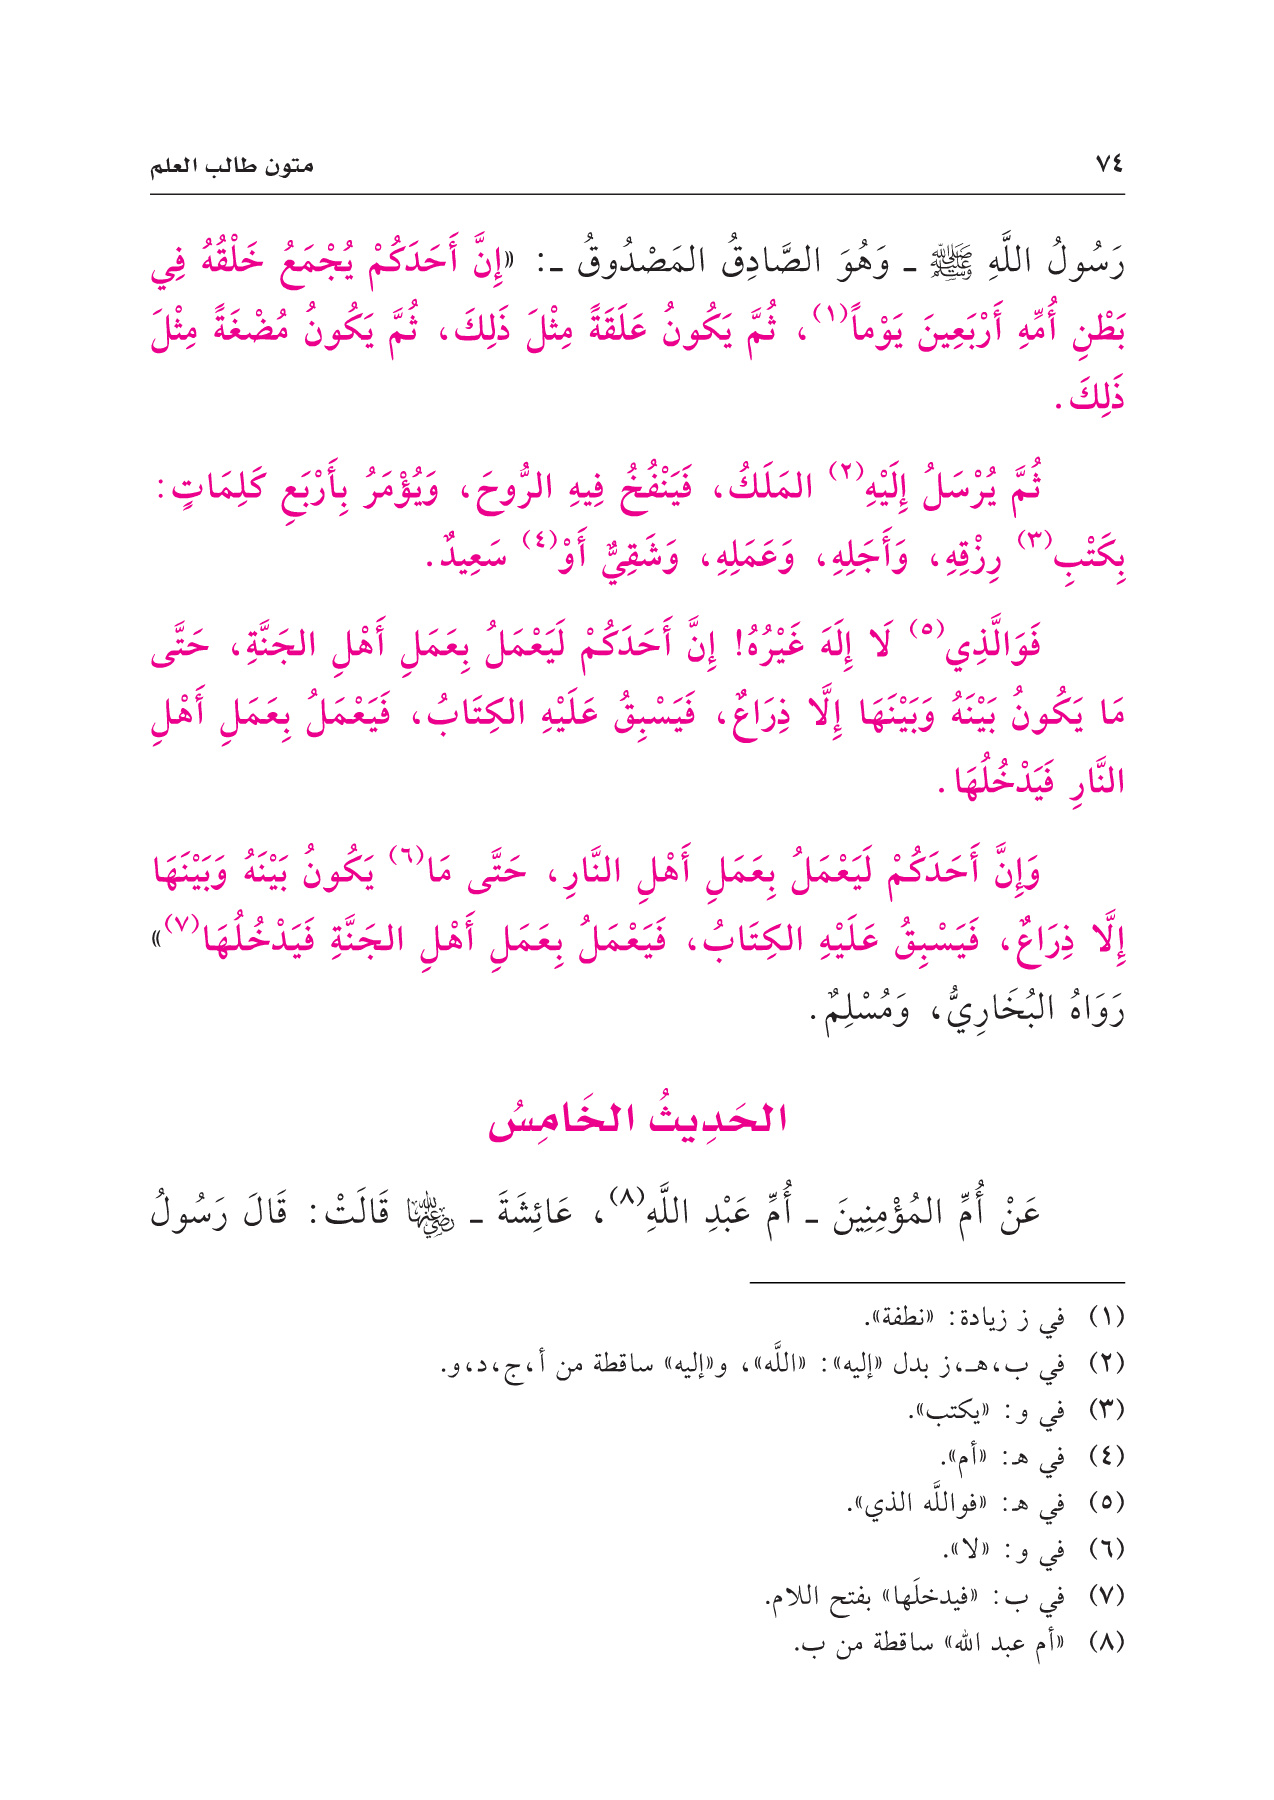 ٧٤ متون طالب العلم
رَسُولُ اللَّهِ ﷺ ـ وَهُوَ الصَّادِقُ المَصْدُوقُ ـ: «إِنَّ أَحَدَكُمْ يُجْمَعُ خَلْقُهُ فِي
بَطْنِ أُمِّهِ أَرْبَعِينَ يَوْماً(١)، ثُمَّ يَكُونُ عَلَقَةً مِثْلَ ذَلِكَ، ثُمَّ يَكُونُ مُضْغَةً مِثْلَ
ذَلِكَ.
ثُمَّ يُرْسَلُ إِلَيْهِ(٢) المَلَكُ، فَيَنْفُخُ فِيهِ الرُّوحَ، وَيُؤْمَرُ بِأَرْبَعِ كَلِمَاتٍ:
بِكَتْبِ(٣) رِزْقِهِ، وَأَجَلِهِ، وَعَمَلِهِ، وَشَقِيٌّ أَوْ(٤) سَعِيدٌ.
فَوَالَّذِي(٥) لَا إِلَهَ غَيْرُهُ! إِنَّ أَحَدَكُمْ لَيَعْمَلُ بِعَمَلِ أَهْلِ الجَنَّةِ، حَتَّى
مَا يَكُونُ بَيْنَهُ وَبَيْنَهَا إِلَّا ذِرَاعٌ، فَيَسْبِقُ عَلَيْهِ الكِتَابُ، فَيَعْمَلُ بِعَمَلِ أَهْلِ
النَّارِ فَيَدْخُلُهَا.
وَإِنَّ أَحَدَكُمْ لَيَعْمَلُ بِعَمَلِ أَهْلِ النَّارِ، حَتَّى مَا(٦) يَكُونُ بَيْنَهُ وَبَيْنَهَا
إِلَّا ذِرَاعٌ، فَيَسْبِقُ عَلَيْهِ الكِتَابُ، فَيَعْمَلُ بِعَمَلِ أَهْلِ الجَنَّةِ فَيَدْخُلُهَا(٧)»
رَوَاهُ البُخَارِيُّ، وَمُسْلِمٌ.
الحَدِيثُ الخَامِسُ
عَنْ أُمِّ المُؤْمِنِينَ ـ أُمِّ عَبْدِ اللَّهِ(٨)، عَائِشَةَ ـ رضي الله عنها قَالَتْ: قَالَ رَسُولُ
(١) في ز زيادة: «نطفة».
(٢) في ب،هـ،ز بدل «إليه»: «اللَّه»، و«إليه» ساقطة من أ،ج،د،و.
(٣) في و: «يكتب».
(٤) في هـ: «أم».
(٥) في هـ: «فواللَّه الذي».
(٦) في و: «لا».
(٧) في ب: «فيدخلَها» بفتح اللام.
(٨) «أم عبد الله» ساقطة من ب.